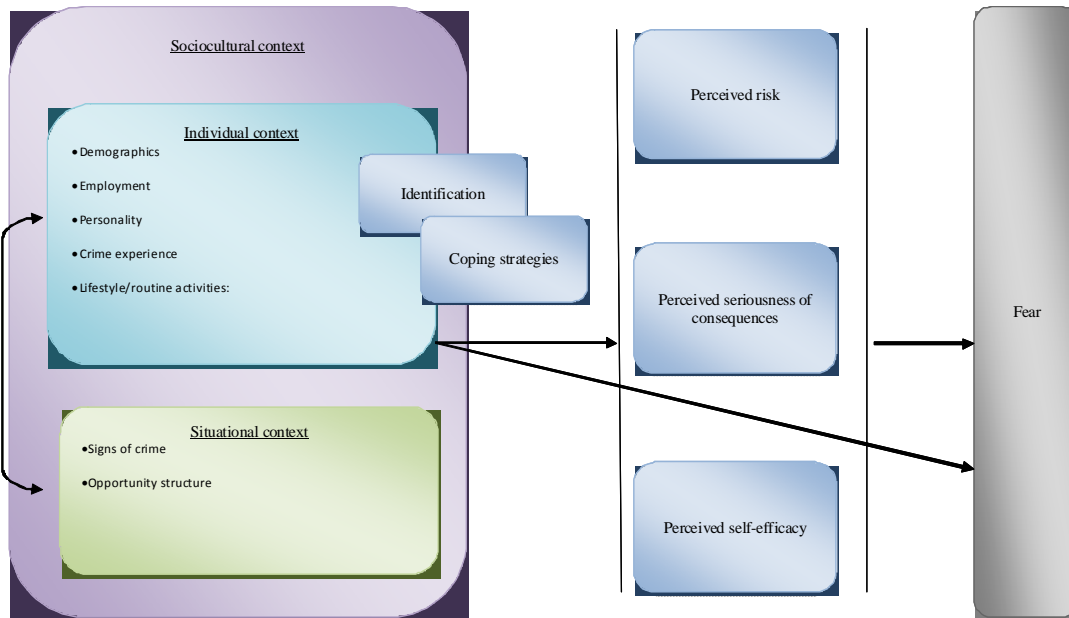 Sociocultural context
Individual context
•Demographics
•Employment
•Personality
•Crime experience
•Lifestyle/routine activities:
Identification
Coping strategies
Situational context
•Signs of crime
•Opportunity structure
Perceived risk
Perceived seriousness of
consequences
Perceived self-efficacy
Fear